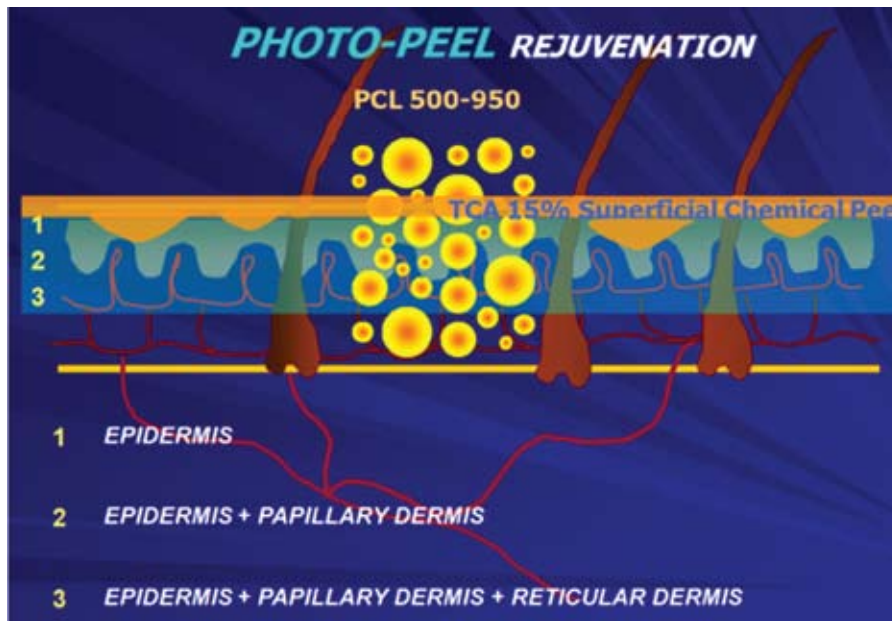 PHOTO-PEEL REJUVENATION
PCL 500-950
TCA 15% Superficial Chemical Pee
1
2
3
1 EPIDERMIS
2 EPIDERMIS + PAPILLARY DERMIS
3 EPIDERMIS + PAPILLARY DERMIS + RETICULAR DERMIS